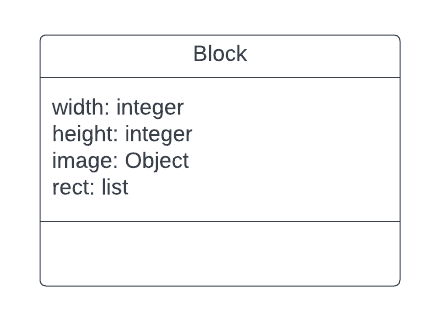 Block
width: integer
height: integer
image: Object
rect: list